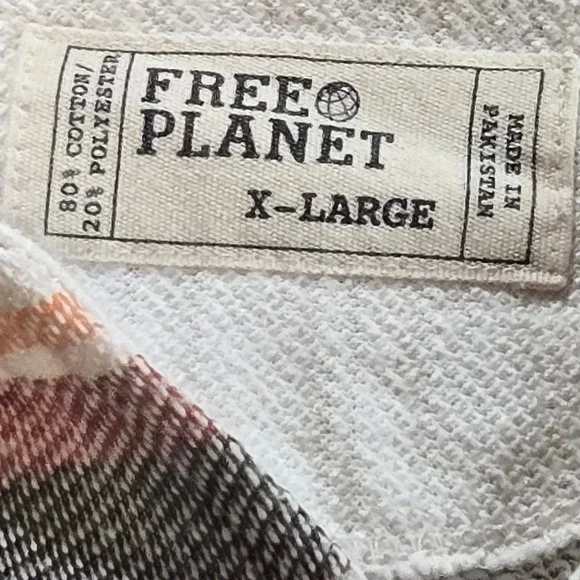 80% COTTON/
20% POLYESTER
FREE
PLANET
X-LARGE
MADE IN
PAKISTAN